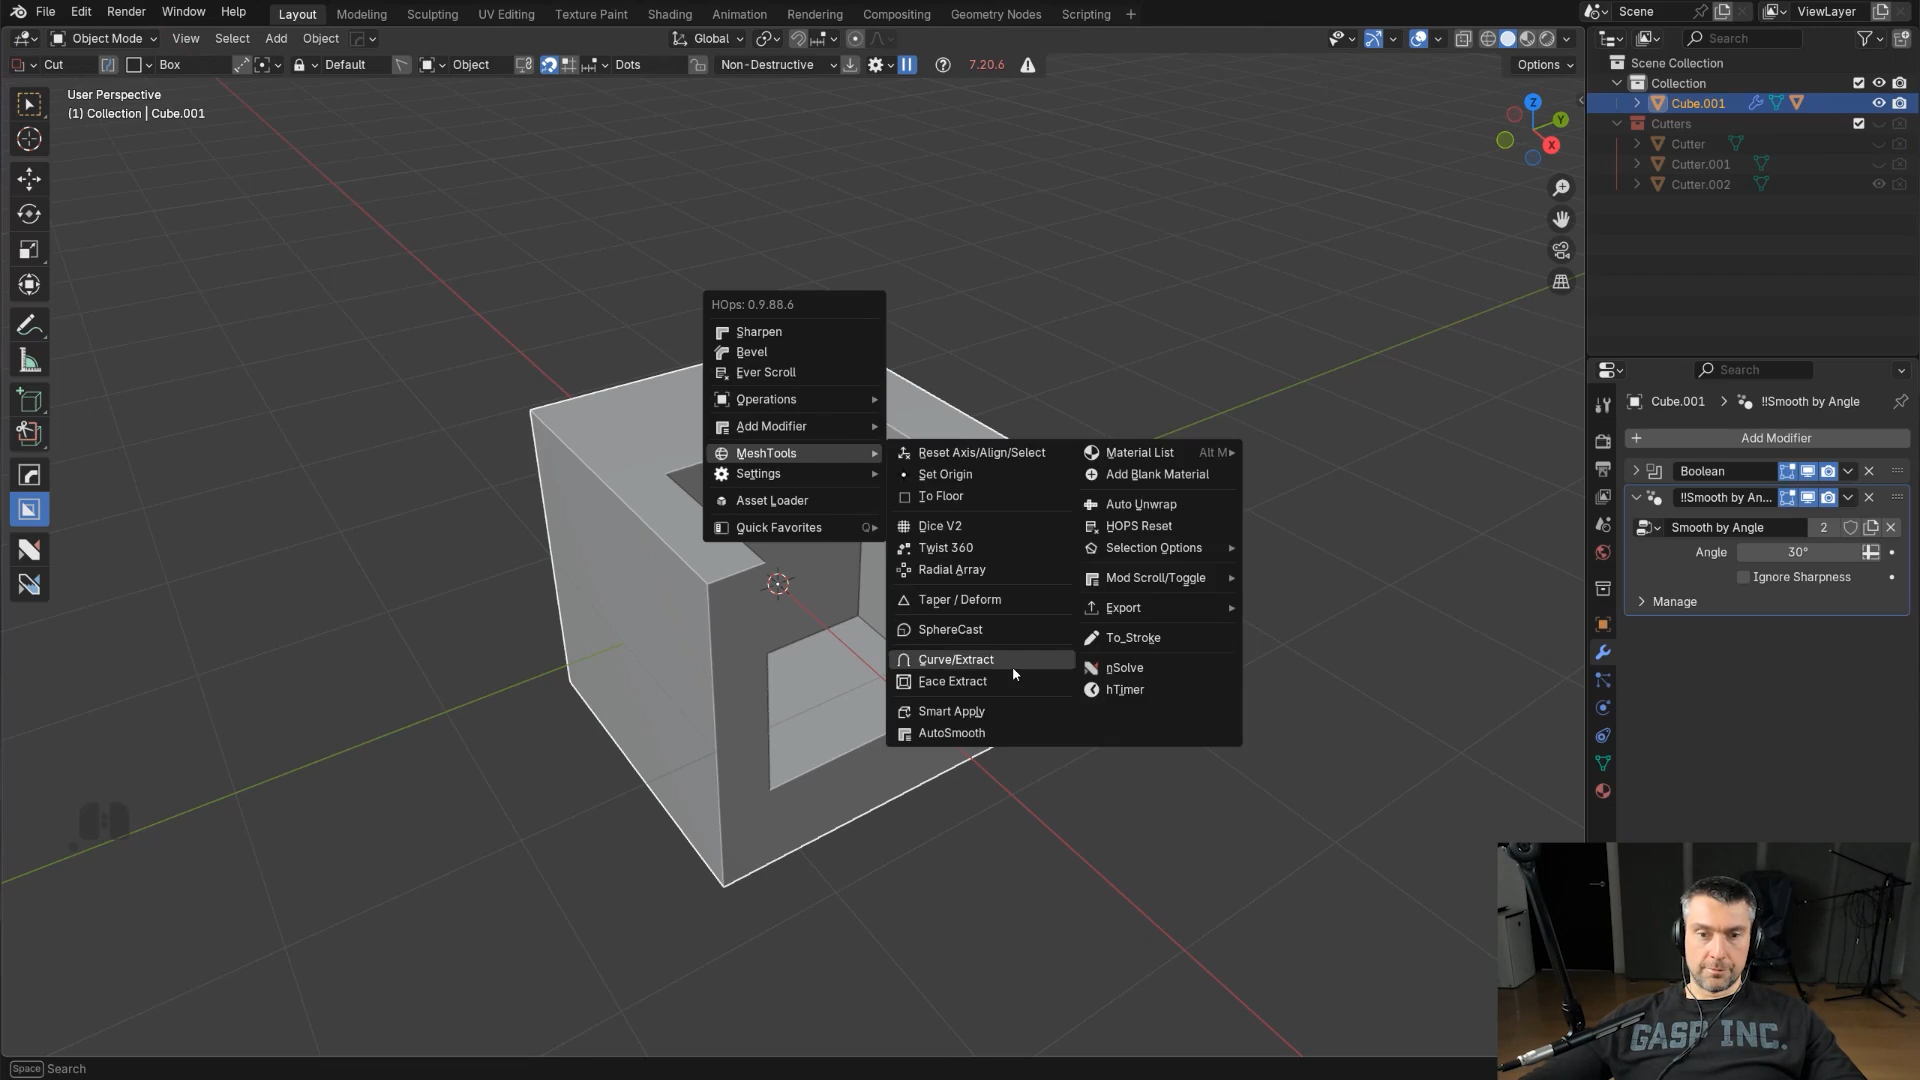 File Edit Render Window Help Layout Modeling Sculpting UV Editing Texture Paint Shading Animation Rendering Compositing Geometry Nodes Scripting + Scene ViewLayer
Object Mode View Select Add Object Global Search
Cut Box Default Object Dots Non-Destructive 7.20.6 Options
User Perspective
(1) Collection | Cube.001
Z
Y
X
Scene Collection
Collection
Cube.001
Cutters
Cutter
Cutter.001
Cutter.002
Search
Cube.001 > !!Smooth by Angle
+ Add Modifier
Boolean
!!Smooth by An...
Smooth by Angle 2
Angle 30°
Ignore Sharpness
Manage
HOps: 0.9.88.6
Sharpen
Bevel
Ever Scroll
Operations
Add Modifier
MeshTools
Settings
Asset Loader
Quick Favorites Q
Reset Axis/Align/Select
Set Origin
To Floor
Dice V2
Twist 360
Radial Array
Taper / Deform
SphereCast
Curve/Extract
Face Extract
Smart Apply
AutoSmooth
Material List Alt M
Add Blank Material
Auto Unwrap
HOPS Reset
Selection Options
Mod Scroll/Toggle
Export
To_Stroke
nSolve
hTimer
GASP INC.
Space Search